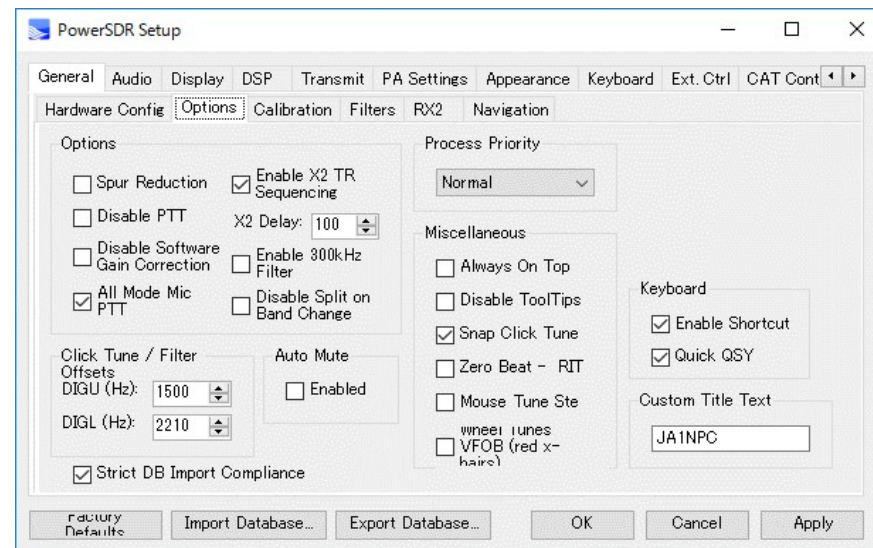 PowerSDR Setup
General Audio Display DSP Transmit PA Settings Appearance Keyboard Ext. Ctrl CAT Cont
Hardware Config Options Calibration Filters RX2 Navigation
Options
Spur Reduction
Disable PTT
Disable Software
Gain Correction
All Mode Mic
PTT
Enable X2 TR
Sequencing
X2 Delay: 100
Enable 300kHz
Filter
Disable Split on
Band Change
Click Tune / Filter
Offsets
DIGU (Hz): 1500
DIGL (Hz): 2210
Auto Mute
Enabled
Strict DB Import Compliance
Process Priority
Normal
Miscellaneous
Always On Top
Disable ToolTips
Snap Click Tune
Zero Beat - RIT
Mouse Tune Ste
Wheel Tunes
VFOB (red x-
hairs)
Keyboard
Enable Shortcut
Quick QSY
Custom Title Text
JA1NPC
Factory
Defaults
Import Database...
Export Database...
OK
Cancel
Apply